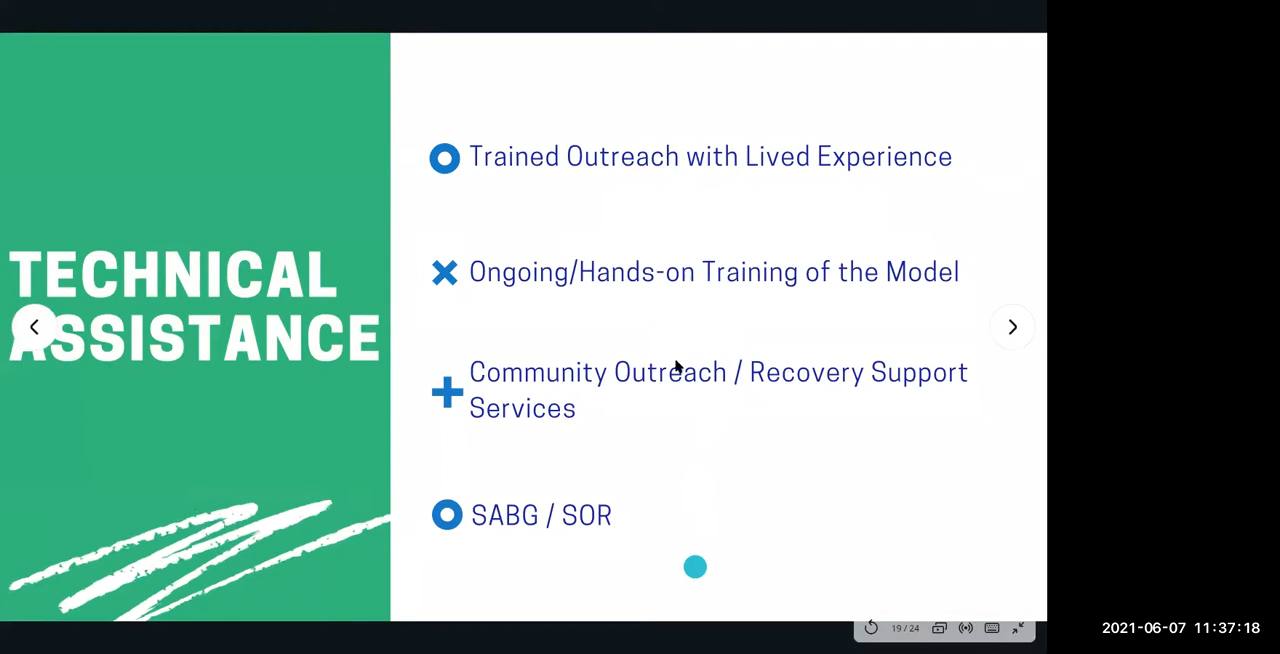 TECHNICAL
ASSISTANCE
Trained Outreach with Lived Experience
Ongoing/Hands-on Training of the Model
Community Outreach / Recovery Support
Services
SABG / SOR
19 / 24
2021-06-07 11:37:18